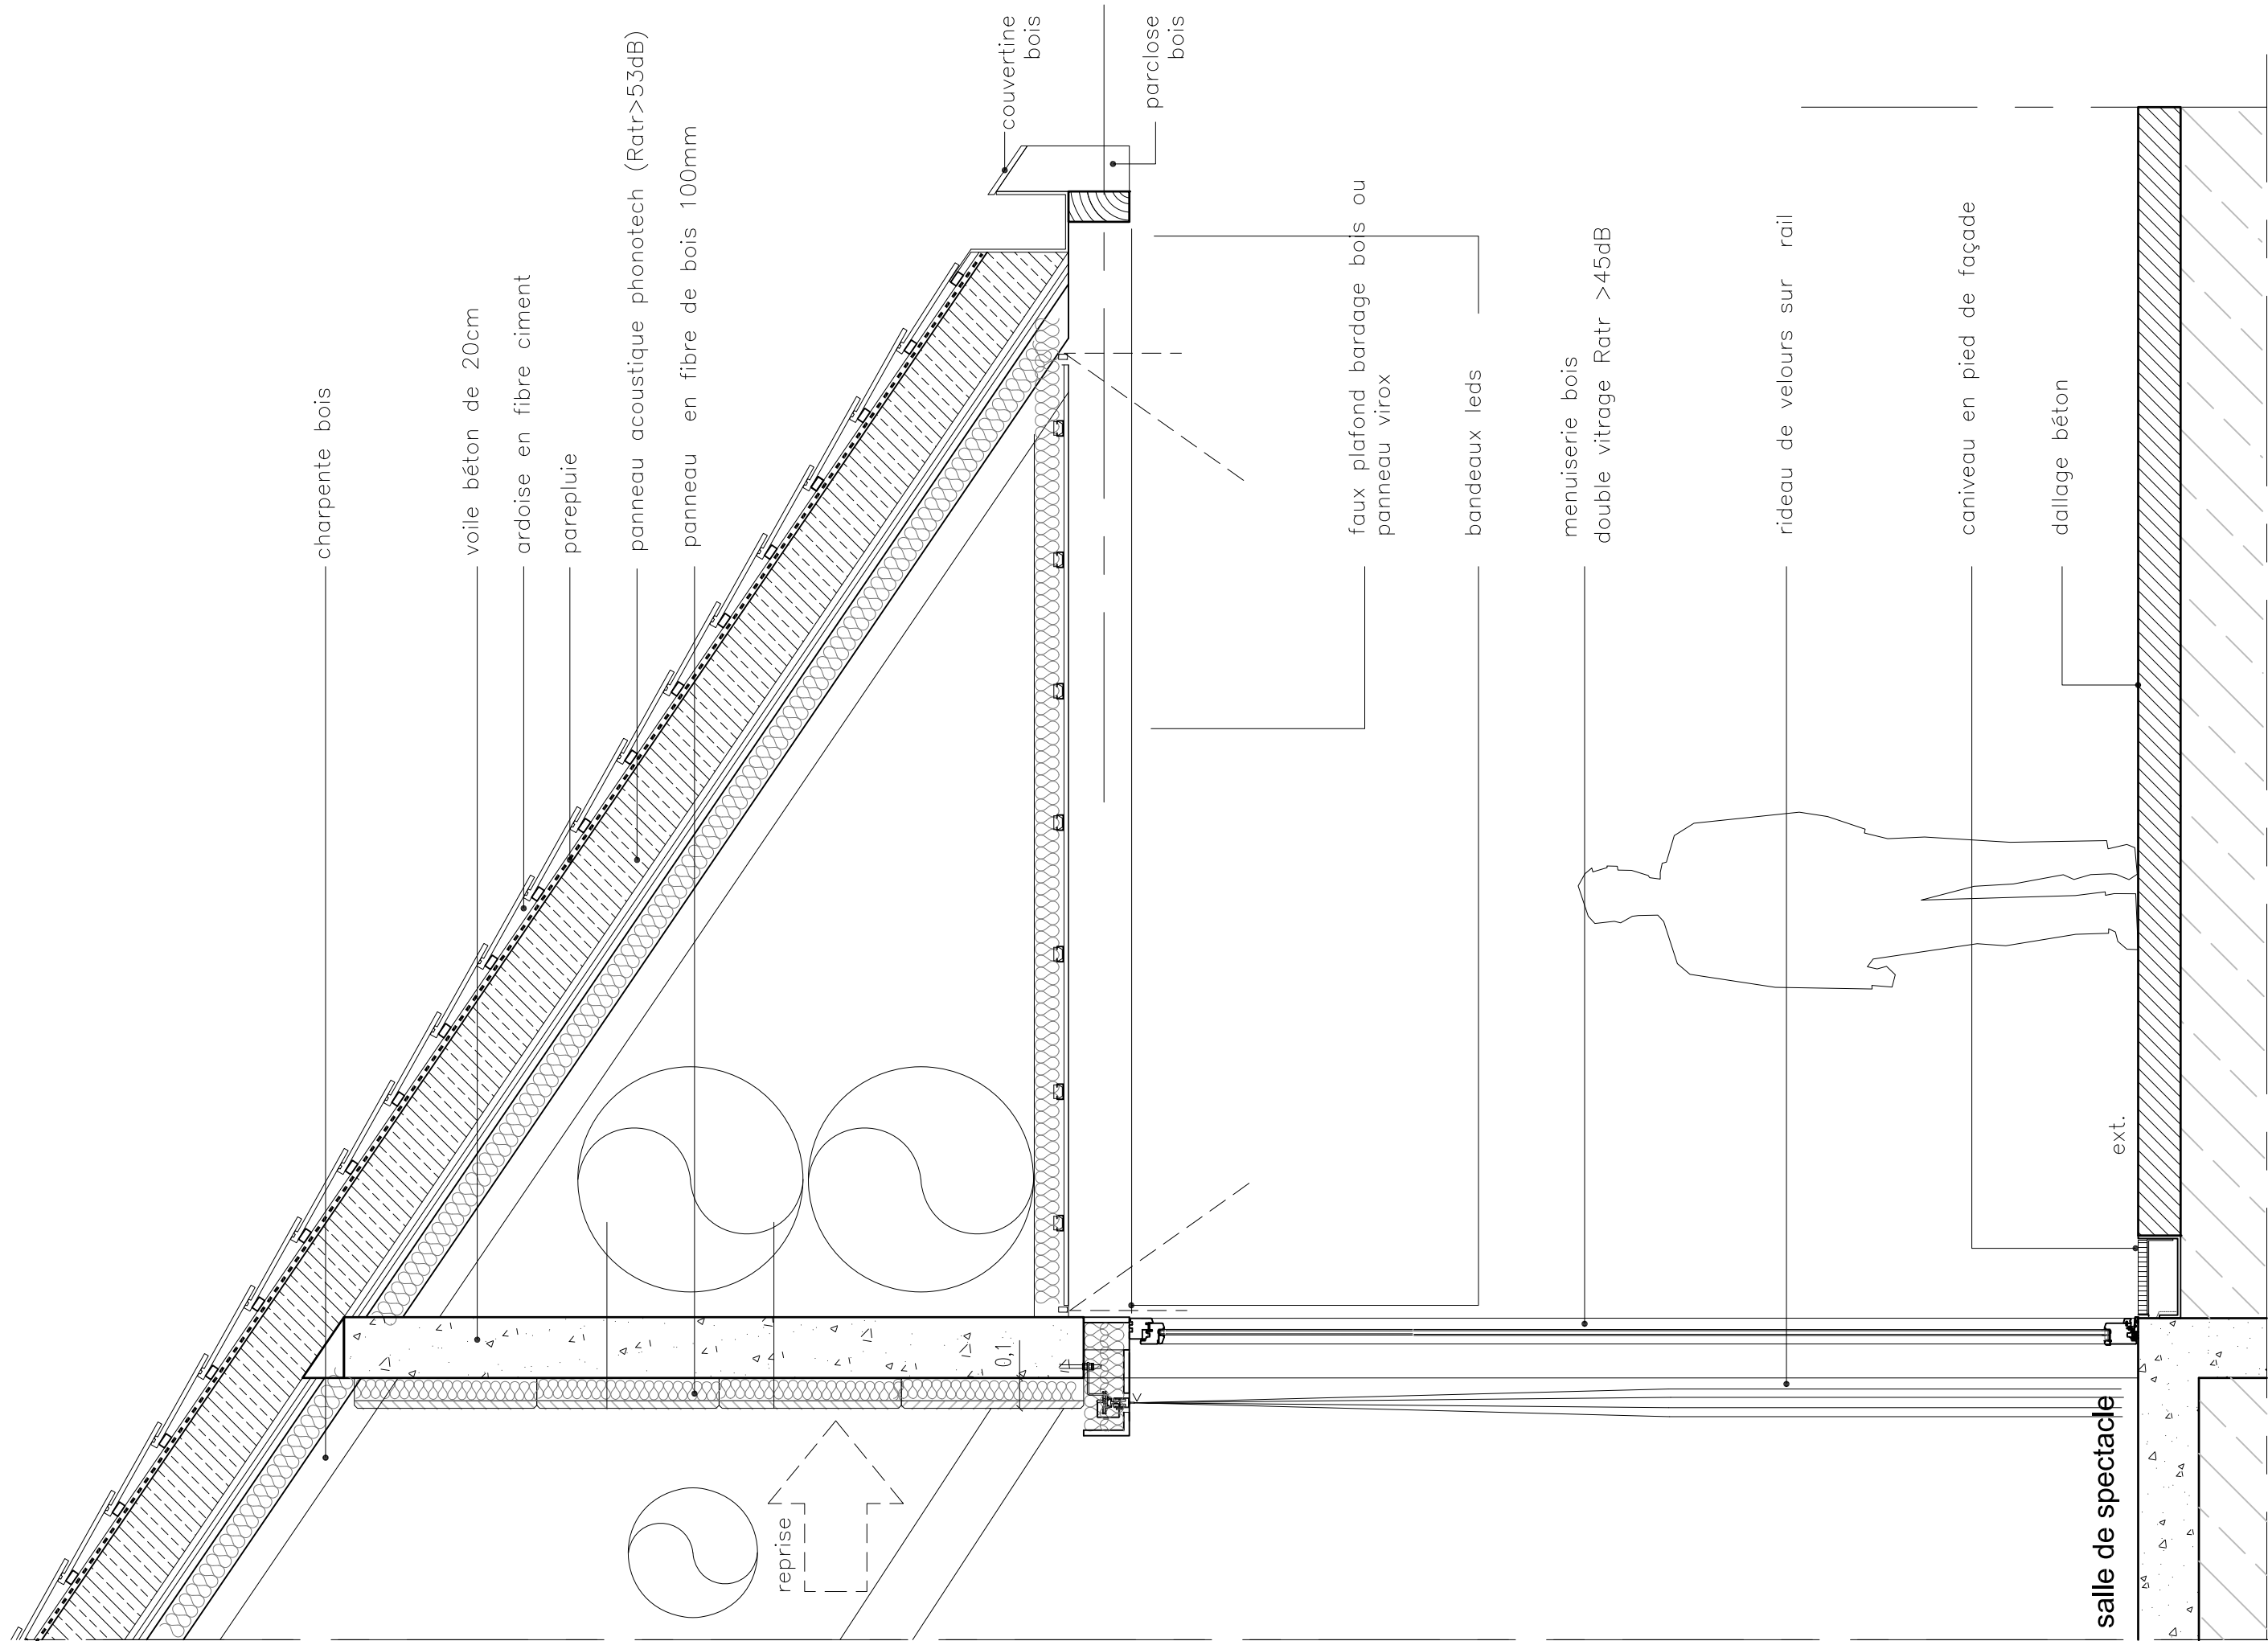 charpente bois
voile béton de 20cm
ardoise en fibre ciment
parepluie
panneau acoustique phonotech (Ratr>53dB)
panneau en fibre de bois 100mm
couvertine
bois
parclose
bois
faux plafond bardage bois ou
panneau virox
bandeaux leds
menuiserie bois
double vitrage Ratr >45dB
rideau de velours sur rail
caniveau en pied de façade
dallage béton
reprise
0,1
ext.
salle de spectacle